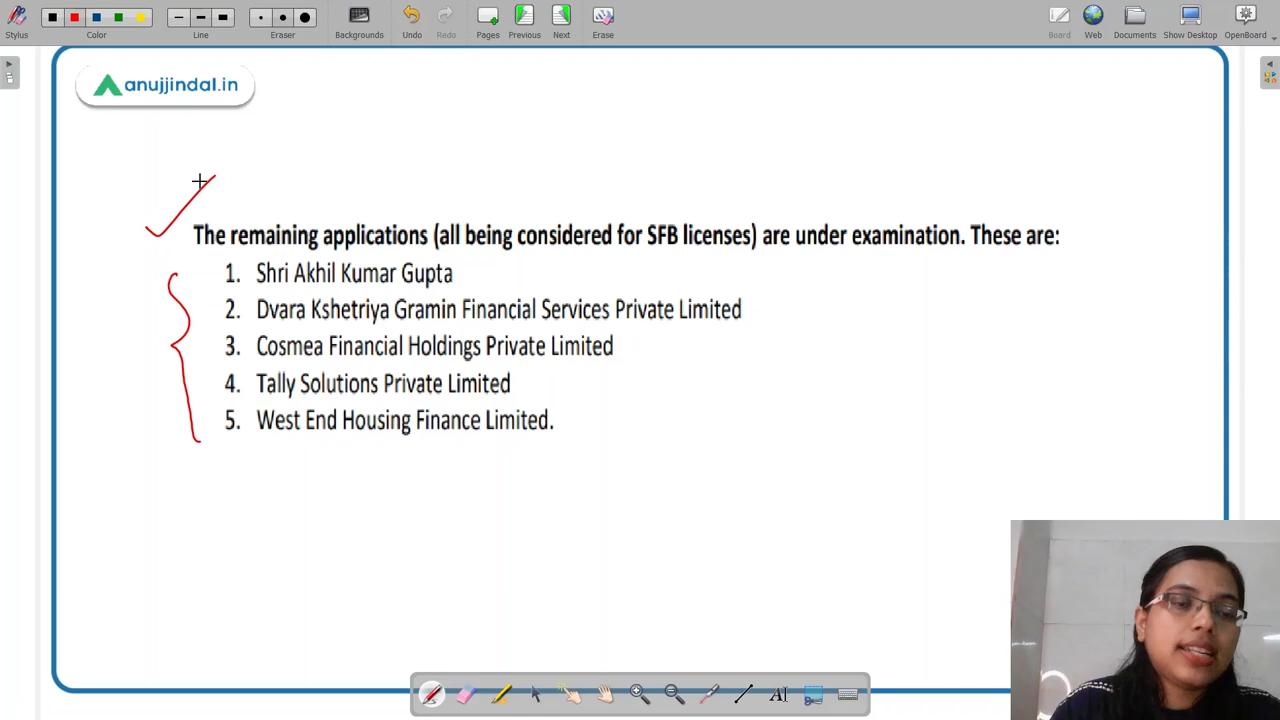 Stylus
Color
Line
Eraser
Backgrounds
Undo
Redo
Pages
Previous
Next
Erase
Board
Web
Documents
Show Desktop
OpenBoard
anujjindal.in
The remaining applications (all being considered for SFB licenses) are under examination. These are:
1. Shri Akhil Kumar Gupta
2. Dvara Kshetriya Gramin Financial Services Private Limited
3. Cosmea Financial Holdings Private Limited
4. Tally Solutions Private Limited
5. West End Housing Finance Limited.
AI